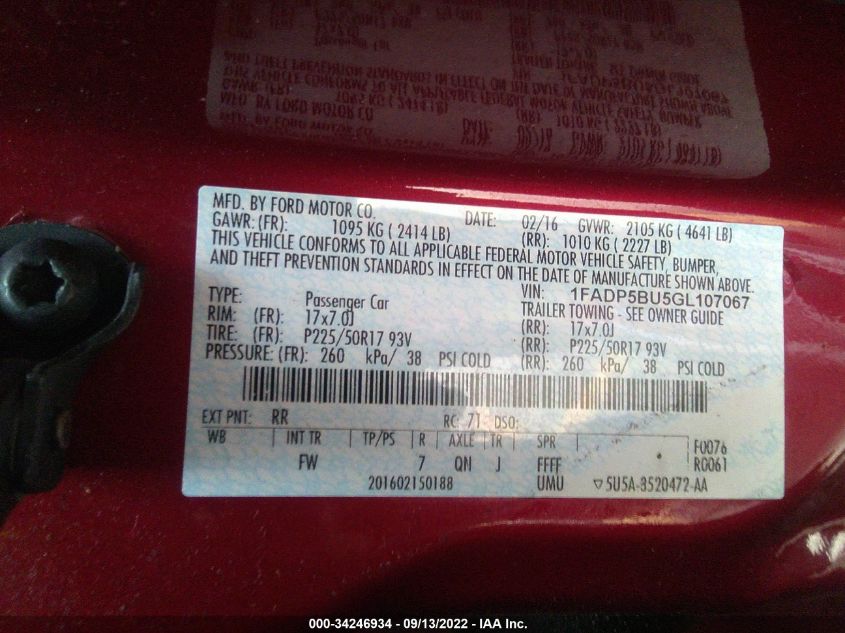 MFD. BY FORD MOTOR CO.
DATE: 02/16 GVWR: 2105 KG ( 4641 LB)
GAWR: (FR): 1095 KG ( 2414 LB) (RR): 1010 KG ( 2227 LB)
THIS VEHICLE CONFORMS TO ALL APPLICABLE FEDERAL MOTOR VEHICLE SAFETY, BUMPER,
AND THEFT PREVENTION STANDARDS IN EFFECT ON THE DATE OF MANUFACTURE SHOWN ABOVE.
VIN: 1FADP5BU5GL107067
TYPE: Passenger Car TRAILER TOWING - SEE OWNER GUIDE
RIM: (FR): 17x7.0J (RR): 17x7.0J
TIRE: (FR): P225/50R17 93V (RR): P225/50R17 93V
PRESSURE: (FR): 260 kPa/ 38 PSI COLD (RR): 260 kPa/ 38 PSI COLD
EXT PNT: RR RC: 71 DSO:
WB INT TR TP/PS R AXLE TR SPR
FW 7 QN J FFFF
F0076
R0061
201602150188 UMU ▽5U5A-3520472-AA
000-34246934 - 09/13/2022 - IAA Inc.